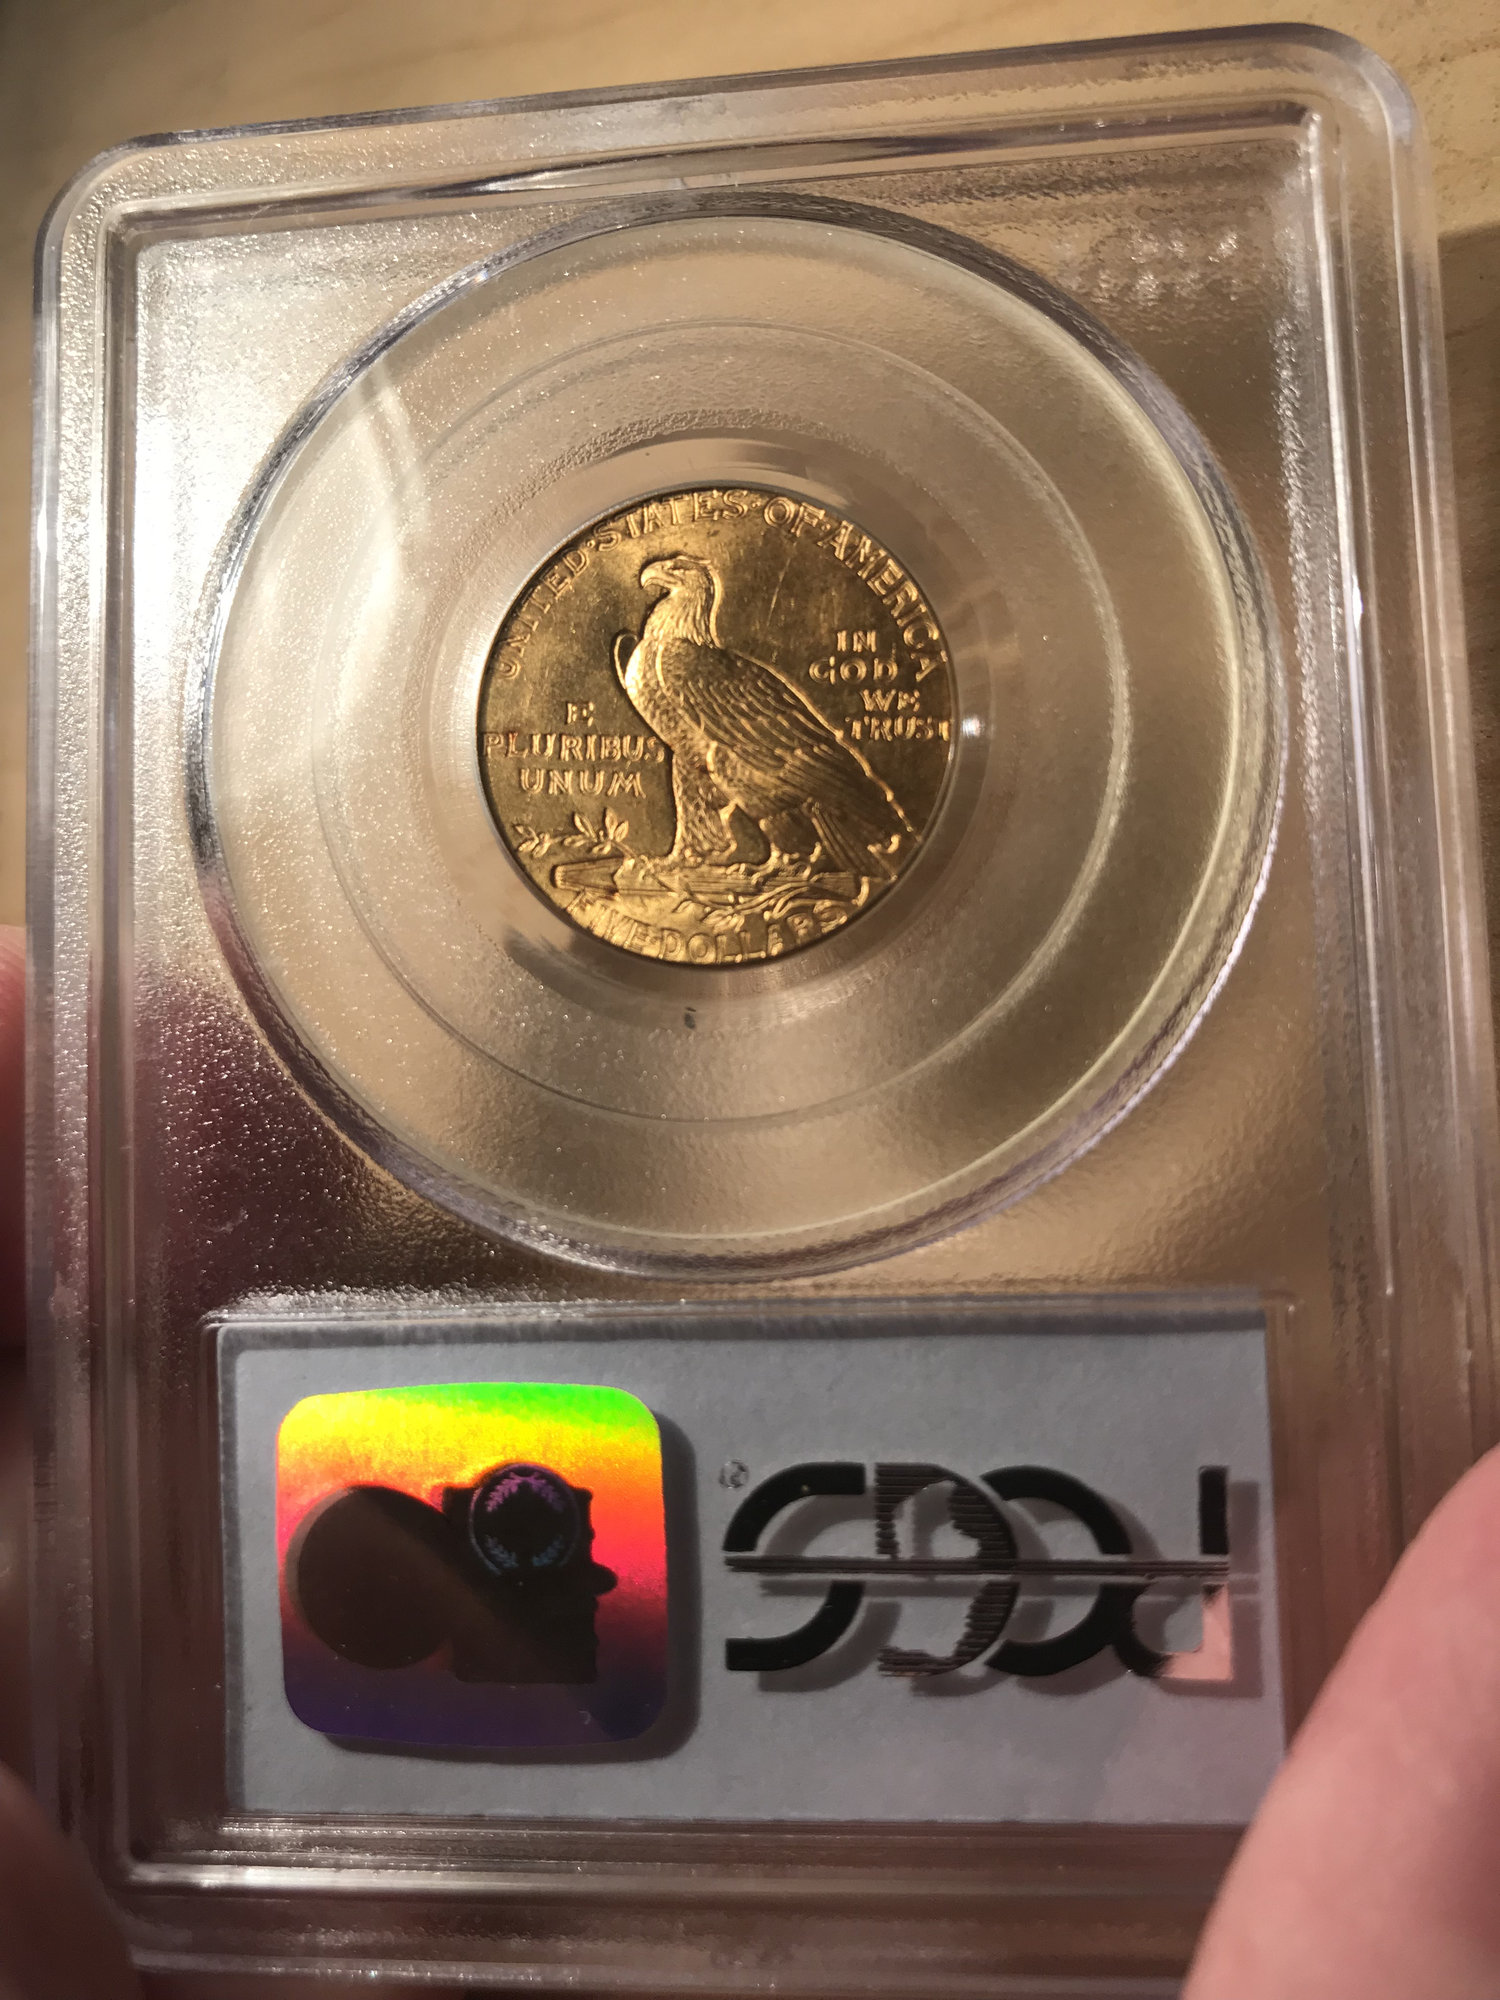 UNITED·STATES·OF·AMERICA
IN
GOD
WE
TRUST
E
PLURIBUS
UNUM
FIVE·DOLLARS
PCGS